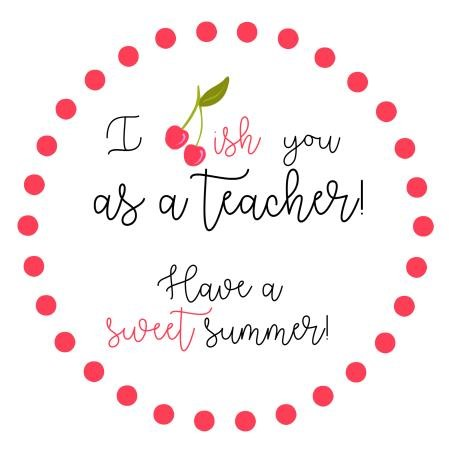 I ish you
as a teacher!
Have a
sweet summer!